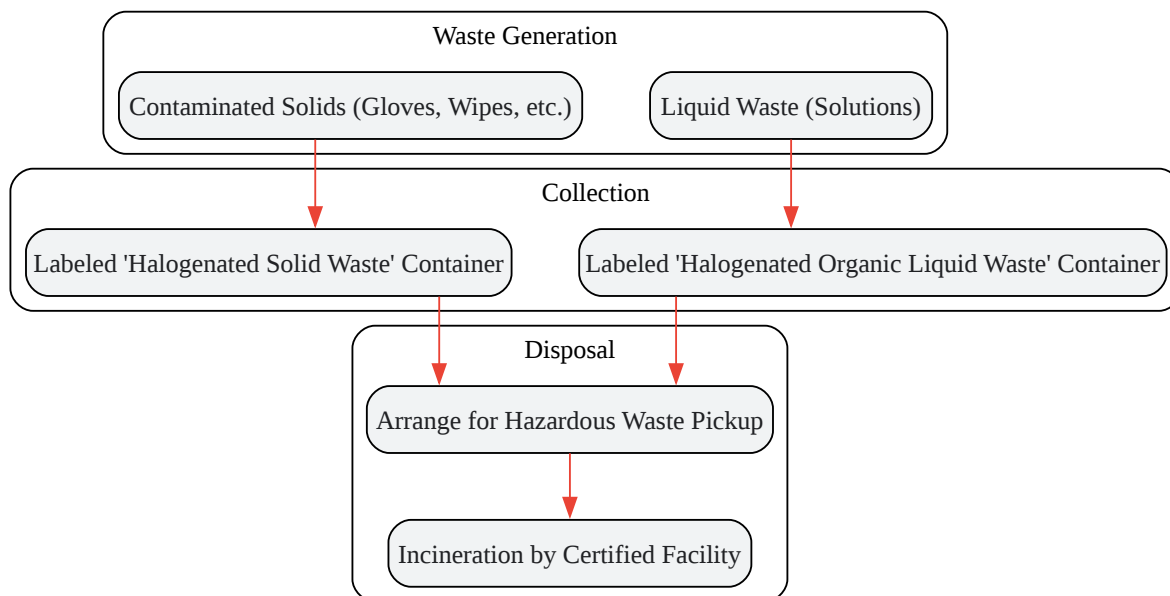 Waste Generation
Contaminated Solids (Gloves, Wipes, etc.)
Liquid Waste (Solutions)
Collection
Labeled 'Halogenated Solid Waste' Container
Labeled 'Halogenated Organic Liquid Waste' Container
Disposal
Arrange for Hazardous Waste Pickup
Incineration by Certified Facility